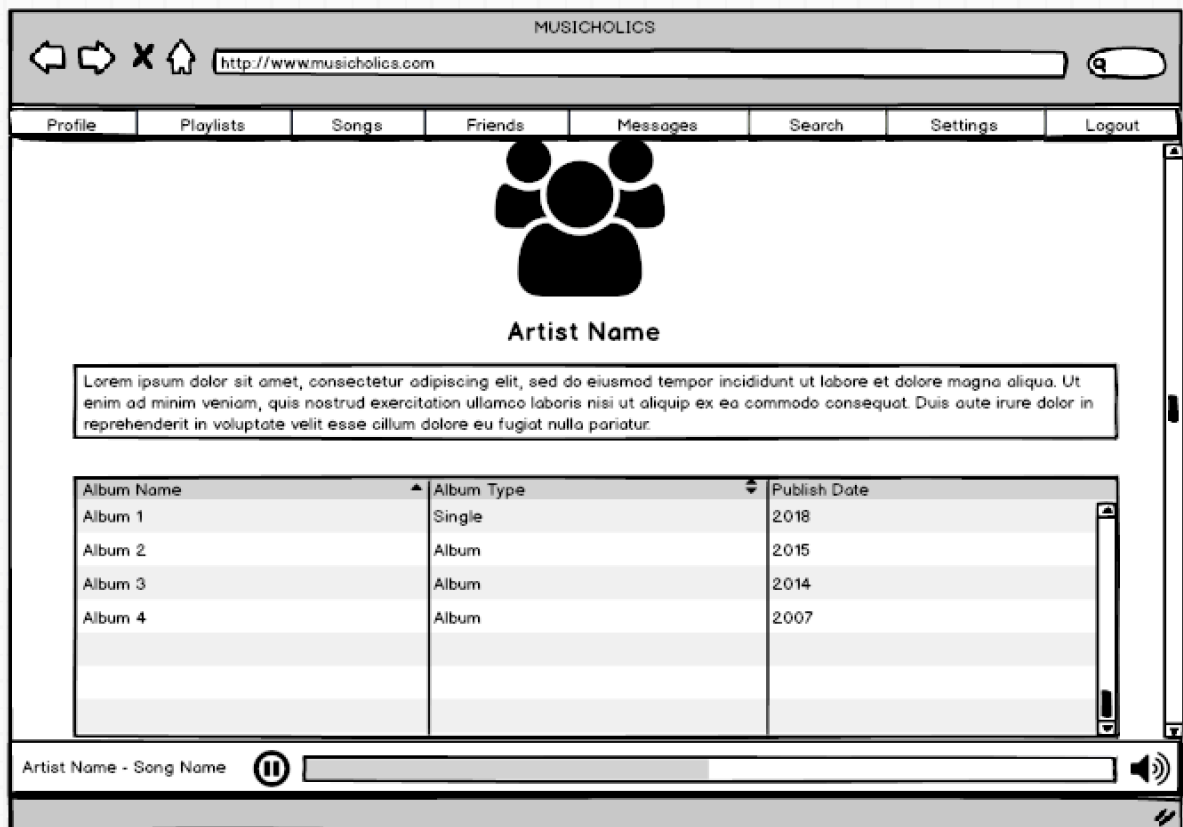 MUSICHOLICS
http://www.musicholics.com
Profile Playlists Songs Friends Messages Search Settings Logout
Artist Name
Lorem ipsum dolor sit amet, consectetur adipiscing elit, sed do eiusmod tempor incididunt ut labore et dolore magna aliqua. Ut
enim ad minim veniam, quis nostrud exercitation ullamco laboris nisi ut aliquip ex ea commodo consequat. Duis aute irure dolor in
reprehenderit in voluptate velit esse cillum dolore eu fugiat nulla pariatur.
Album Name Album Type Publish Date
Album 1 Single 2018
Album 2 Album 2015
Album 3 Album 2014
Album 4 Album 2007
Artist Name - Song Name